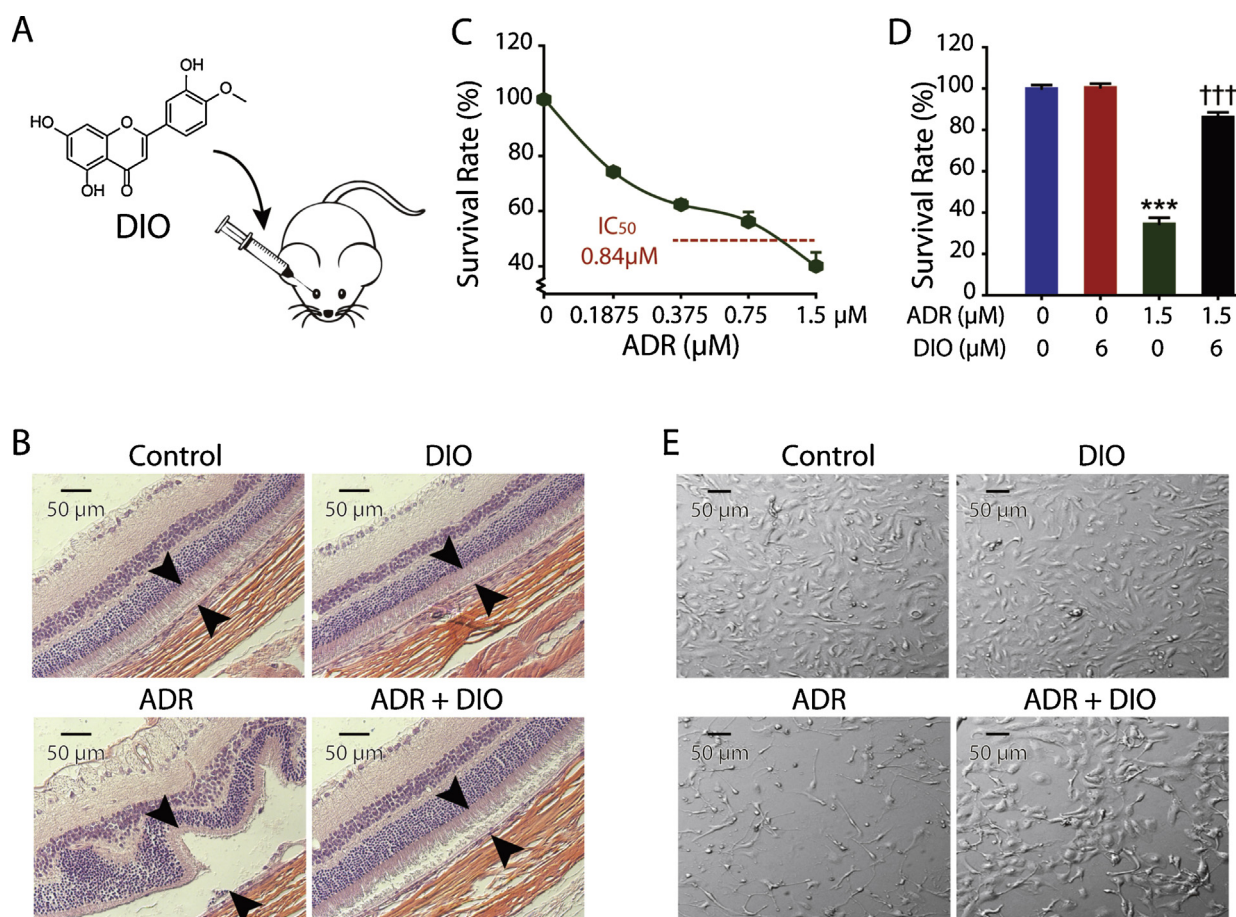 A
OH
O
HO
O
OH
O
DIO
C
Survival Rate (%)
120
100
80
60
40
IC50
0.84µM
0
0.1875
0.375
0.75
1.5 µM
ADR (µM)
D
Survival Rate (%)
120
100
80
60
40
20
0
***
†††
ADR (µM) 0 0 1.5 1.5
DIO (µM) 0 6 0 6
B
Control
DIO
50 µm
50 µm
ADR
ADR + DIO
50 µm
50 µm
E
Control
DIO
50 µm
50 µm
ADR
ADR + DIO
50 µm
50 µm